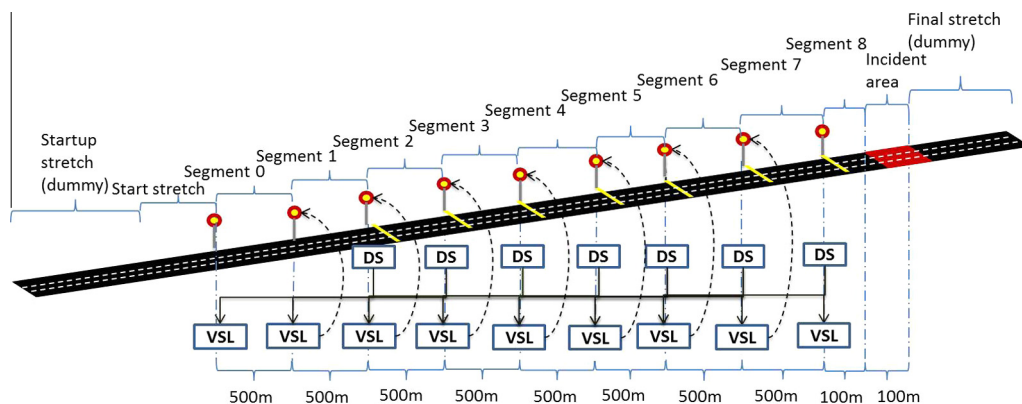 Final stretch
(dummy)
Segment 8
Incident
area
Segment 7
Segment 6
Segment 5
Segment 4
Segment 3
Segment 2
Segment 1
Segment 0
Startup
stretch
(dummy)
Start stretch
DS DS DS DS DS DS DS
VSL VSL VSL VSL VSL VSL VSL VSL VSL
500m 500m 500m 500m 500m 500m 500m 500m 100m 100m